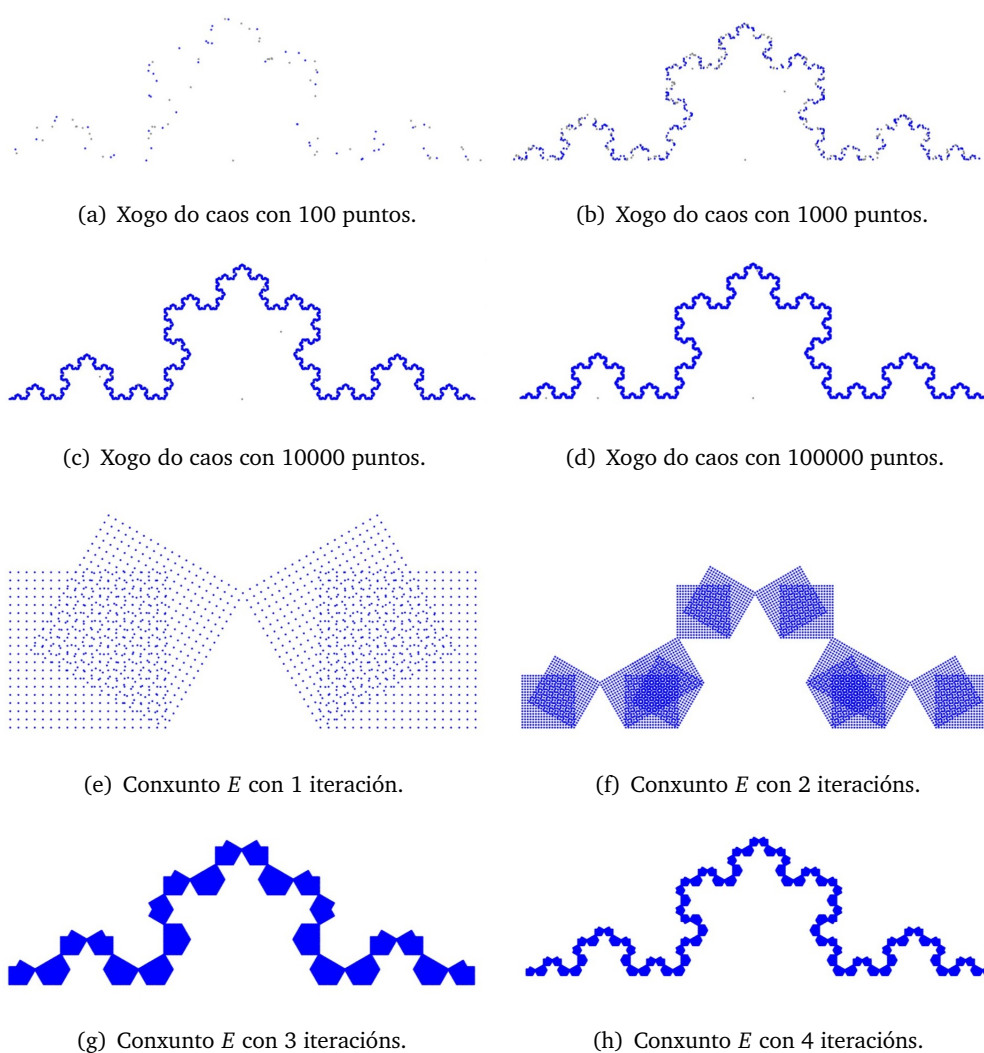 (a) Xogo do caos con 100 puntos.
(b) Xogo do caos con 1000 puntos.
(c) Xogo do caos con 10000 puntos.
(d) Xogo do caos con 100000 puntos.
(e) Conxunto E con 1 iteración.
(f) Conxunto E con 2 iteracións.
(g) Conxunto E con 3 iteracións.
(h) Conxunto E con 4 iteracións.